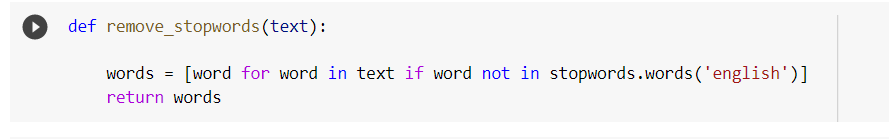 def remove_stopwords(text):
words = [word for word in text if word not in stopwords.words('english')]
return words